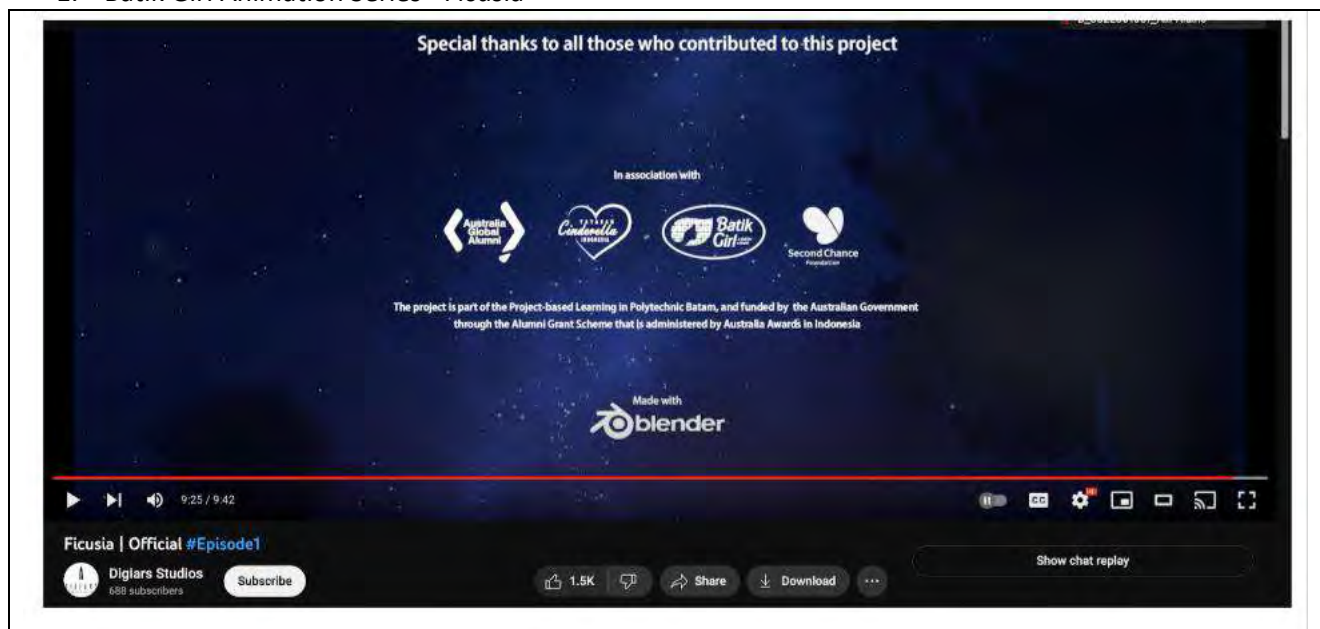 Batik Girl Animation Series - Ficusia
Special thanks to all those who contributed to this project
In association with
Australia
Global
Alumni
YAYASAN
Cinderella
INDONESIA
Batik
Girl
Second Chance
Foundation
The project is part of the Project-based Learning in Polytechnic Batam, and funded by the Australian Government
through the Alumni Grant Scheme that is administered by Australia Awards in Indonesia
Made with
blender
9:25 / 9:42
CC
Ficusia | Official #Episode1
Digiars Studios
688 subscribers
Subscribe
1.5K
Share
Download
Show chat replay